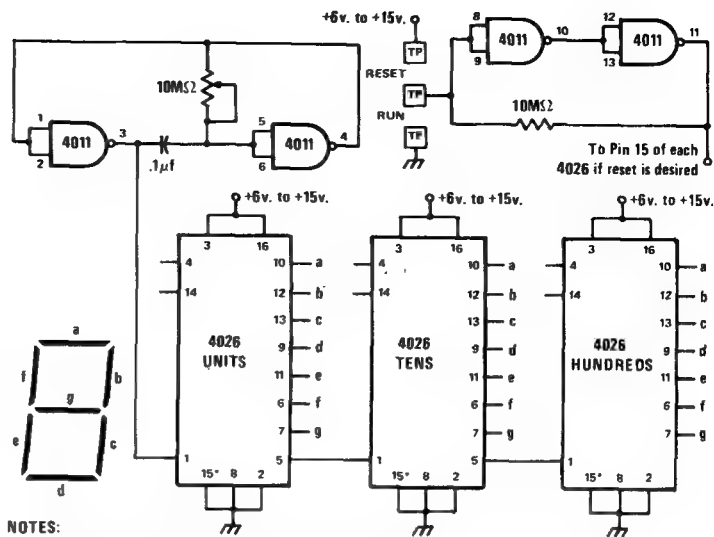 +6v. to +15v.
TP
RESET
TP
RUN
TP
8
9
4011
10
12
13
4011
11
10MΩ
To Pin 15 of each
4026 if reset is desired
10MΩ
1
2
4011
3
.1µf
5
6
4011
4
+6v. to +15v.
3
16
4
14
10
a
12
b
13
c
9
d
11
e
6
f
7
g
4026
UNITS
1
15*
8
2
5
+6v. to +15v.
3
16
4
14
10
a
12
b
13
c
9
d
11
e
6
f
7
g
4026
TENS
1
15*
8
2
5
+6v. to +15v.
3
16
4
14
10
a
12
b
13
c
9
d
11
e
6
f
7
g
4026
HUNDREDS
1
15*
8
2
a
f
b
g
e
c
d
NOTES: